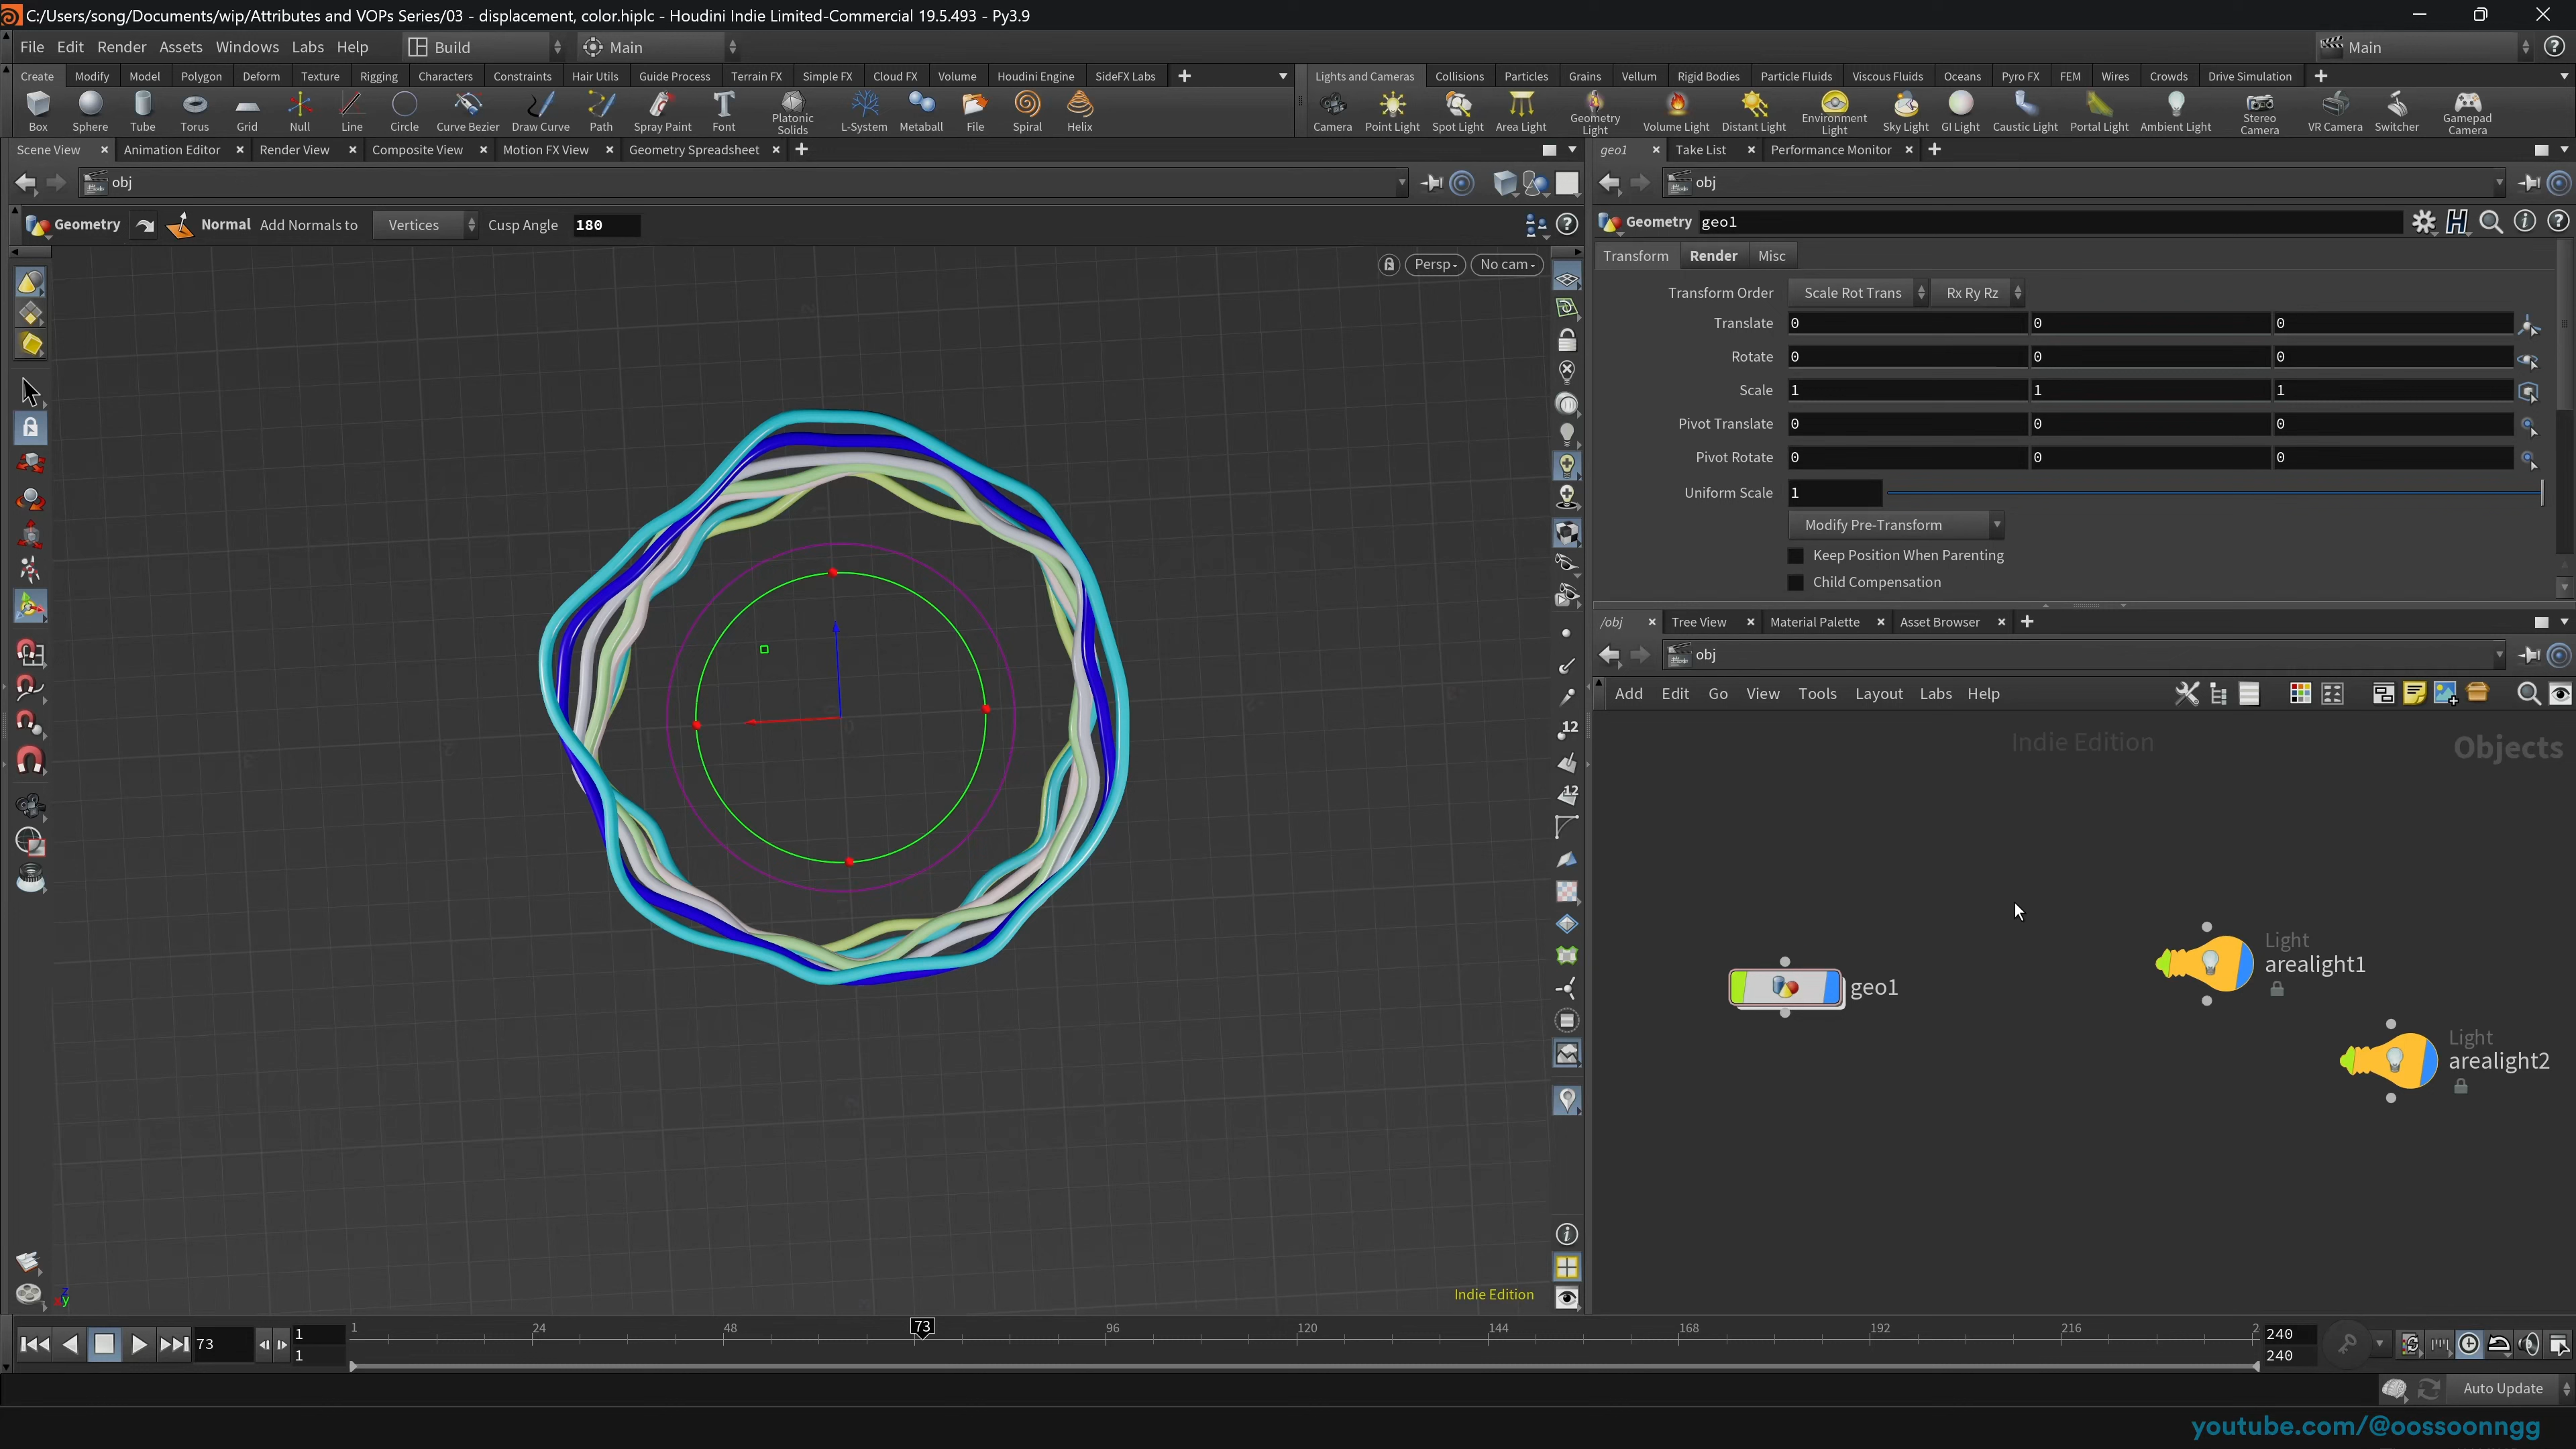 C:/Users/song/Documents/wip/Attributes and VOPs Series/03 - displacement, color.hiplc - Houdini Indie Limited-Commercial 19.5.493 - Py3.9
File Edit Render Assets Windows Labs Help Build Main Main
Create Modify Model Polygon Deform Texture Rigging Characters Constraints Hair Utils Guide Process Terrain FX Simple FX Cloud FX Volume Houdini Engine SideFX Labs
Lights and Cameras Collisions Particles Grains Vellum Rigid Bodies Particle Fluids Viscous Fluids Oceans Pyro FX FEM Wires Crowds Drive Simulation
Box Sphere Tube Torus Grid Null Line Circle Curve Bezier Draw Curve Path Spray Paint Font Platonic Solids L-System Metaball File Spiral Helix
Camera Point Light Spot Light Area Light Geometry Light Volume Light Distant Light Environment Light Sky Light GI Light Caustic Light Portal Light Ambient Light Stereo Camera VR Camera Switcher Gamepad Camera
Scene View Animation Editor Render View Composite View Motion FX View Geometry Spreadsheet
geo1 Take List Performance Monitor
obj
obj
Geometry Normal Add Normals to Vertices Cusp Angle 180
Geometry geo1
Transform Render Misc
Persp No cam
Transform Order Scale Rot Trans Rx Ry Rz
Translate 0 0 0
Rotate 0 0 0
Scale 1 1 1
Pivot Translate 0 0 0
Pivot Rotate 0 0 0
Uniform Scale 1
Modify Pre-Transform
Keep Position When Parenting
Child Compensation
/obj Tree View Material Palette Asset Browser
obj
Add Edit Go View Tools Layout Labs Help
Indie Edition Objects
12
12
Light
arealight1
geo1
Light
arealight2
Indie Edition
73 1 1 1 24 48 73 96 120 144 168 192 216 2 240 240
Auto Update
youtube.com/@oossoonngg